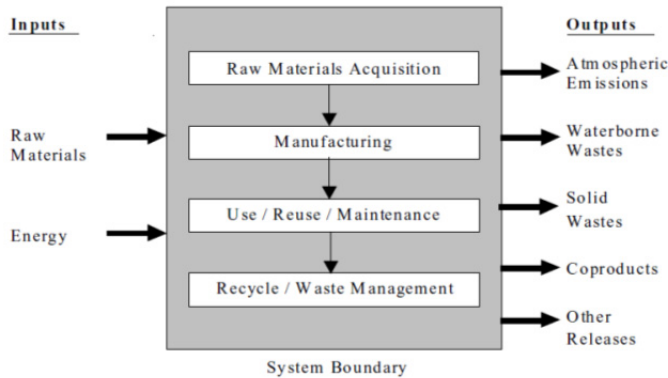 Inputs
Outputs
Raw Materials Acquisition
Atmospheric
Emissions
Raw
Materials
Manufacturing
Waterborne
Wastes
Use / Reuse / Maintenance
Solid
Wastes
Energy
Recycle / Waste Management
Coproducts
Other
Releases
System Boundary